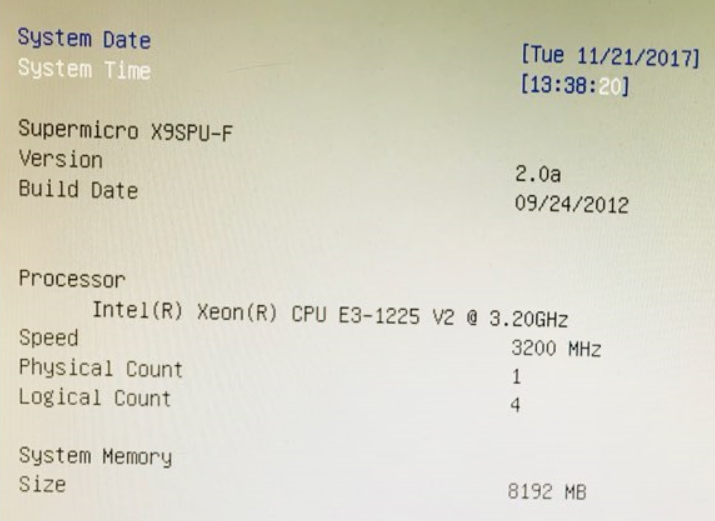 System Date [Tue 11/21/2017]
System Time [13:38:20]
Supermicro X9SPU-F
Version 2.0a
Build Date 09/24/2012
Processor
Intel(R) Xeon(R) CPU E3-1225 V2 @ 3.20GHz
Speed 3200 MHz
Physical Count 1
Logical Count 4
System Memory
Size 8192 MB